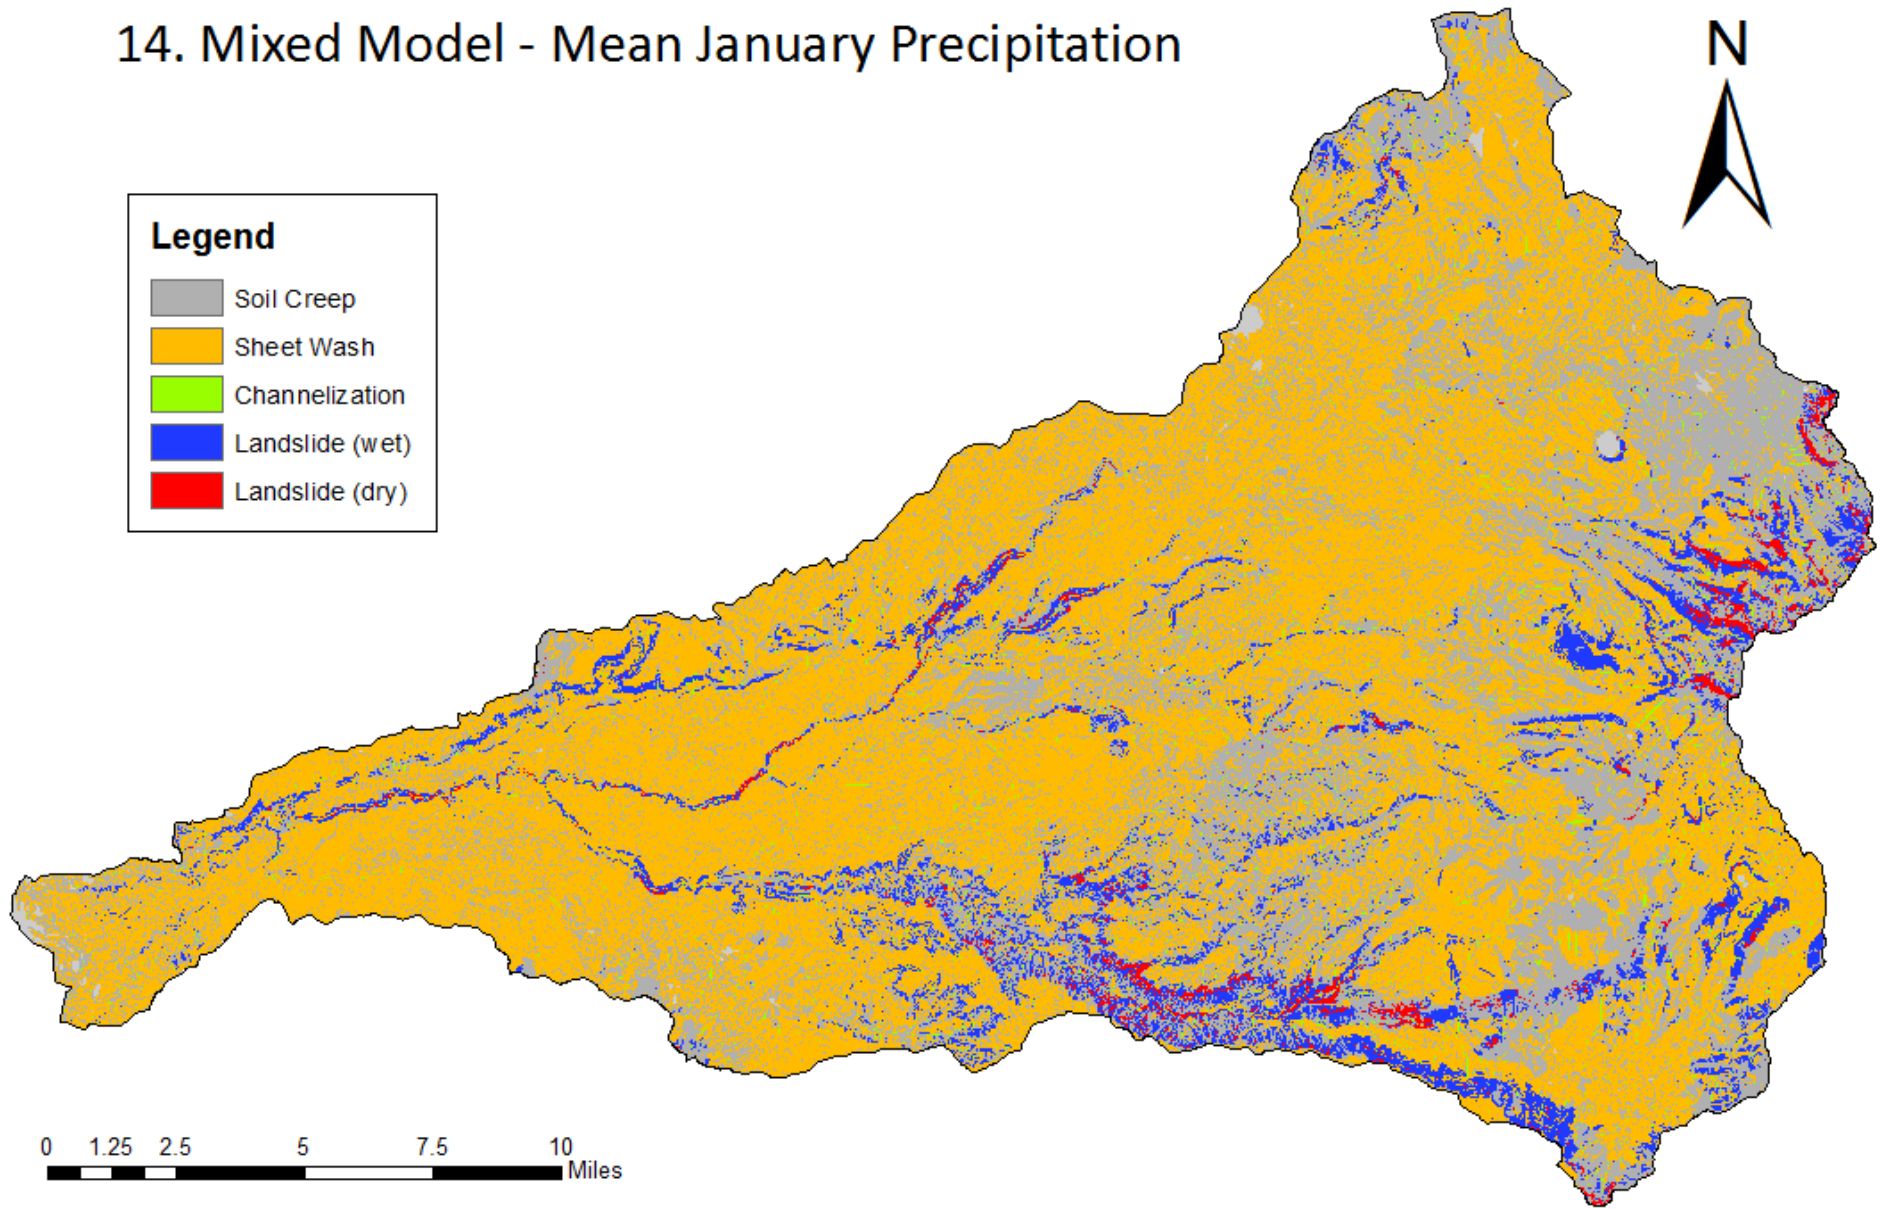 14. Mixed Model - Mean January Precipitation
N
Legend
Soil Creep
Sheet Wash
Channelization
Landslide (wet)
Landslide (dry)
0 1.25 2.5 5 7.5 10
Miles